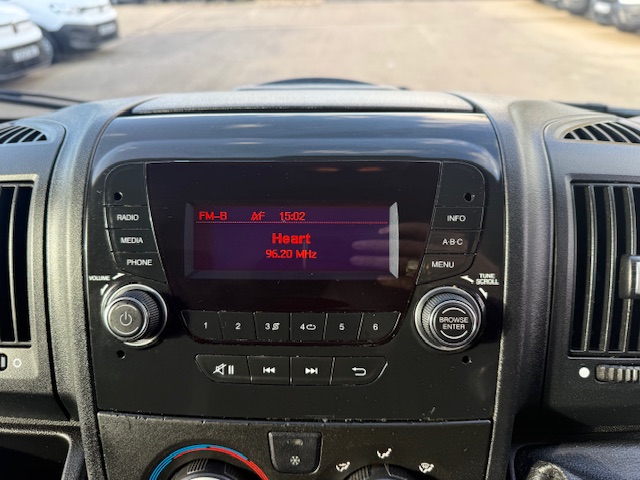 FM-B AF 15:02
Heart
96.20 MHz
RADIO
MEDIA
PHONE
INFO
A-B-C
MENU
VOLUME
TUNE
SCROLL
BROWSE
ENTER
1 2 3 4 5 6